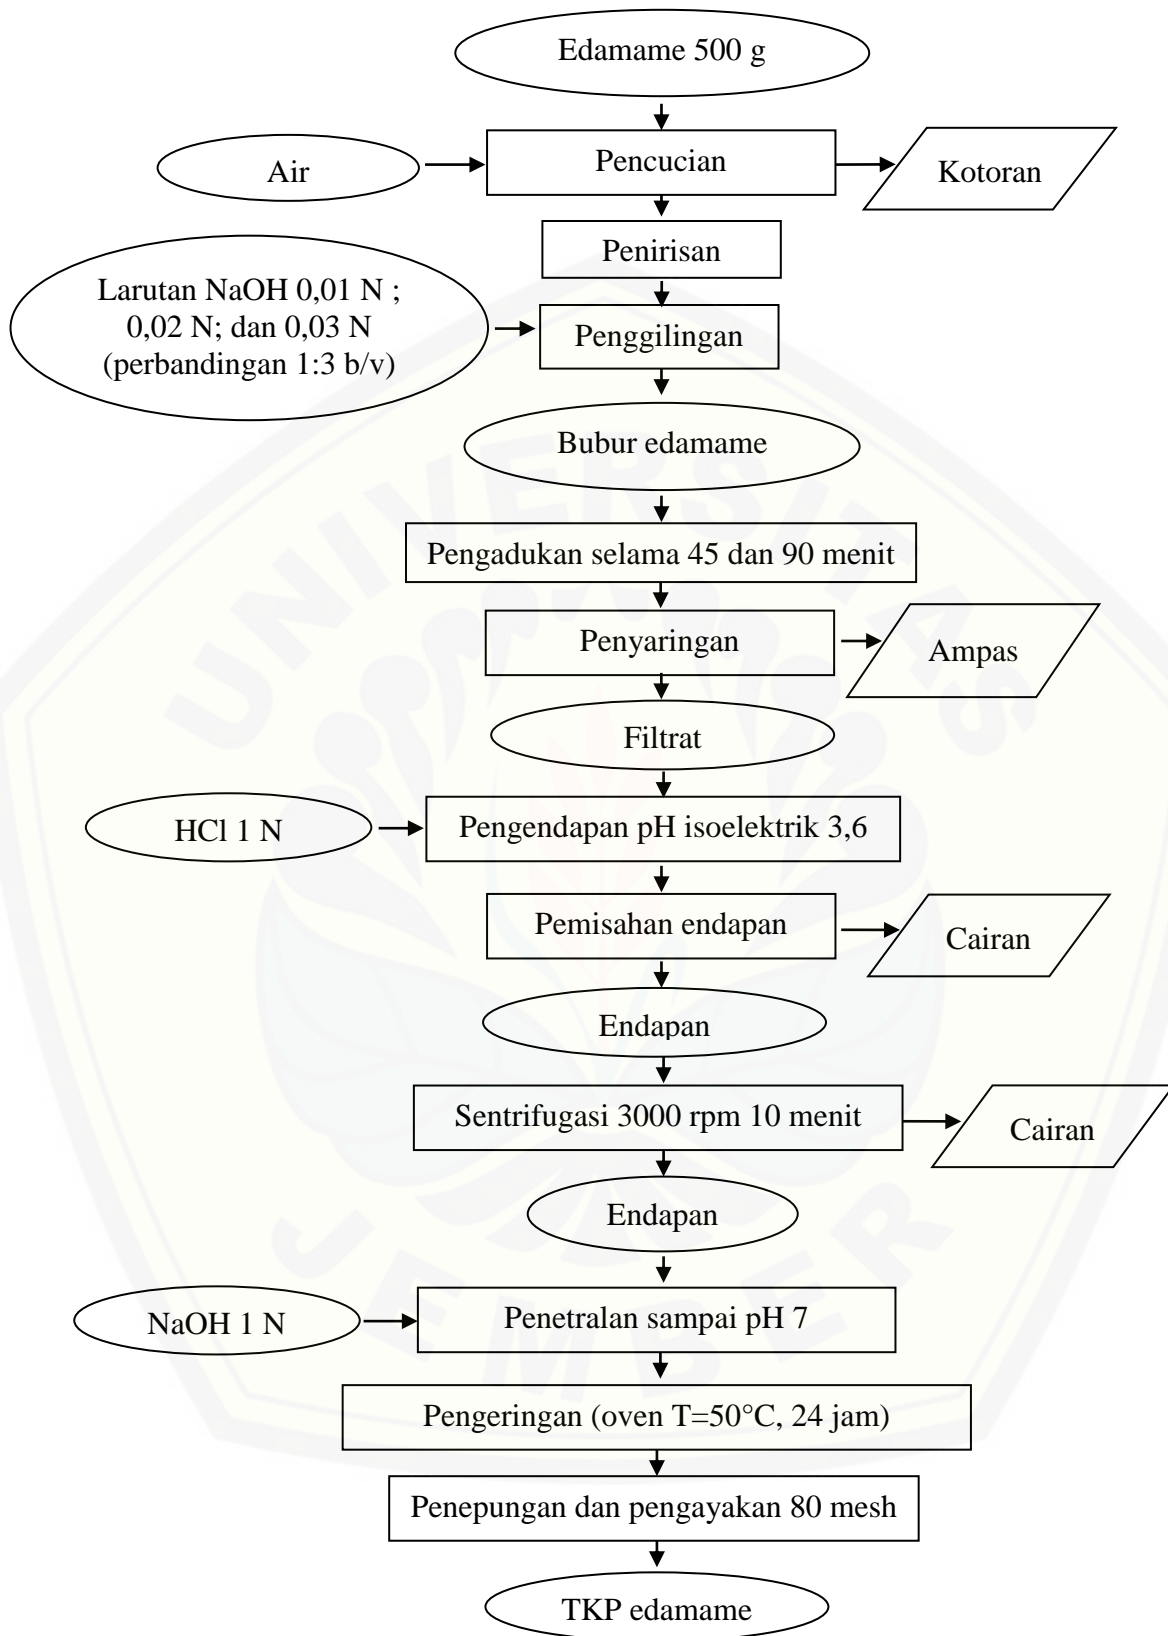 Edamame 500 g
Air
Pencucian
Kotoran
Penirisan
Larutan NaOH 0,01 N ;
0,02 N; dan 0,03 N
(perbandingan 1:3 b/v)
Penggilingan
Bubur edamame
Pengadukan selama 45 dan 90 menit
Penyaringan
Ampas
Filtrat
HCl 1 N
Pengendapan pH isoelektrik 3,6
Pemisahan endapan
Cairan
Endapan
Sentrifugasi 3000 rpm 10 menit
Cairan
Endapan
NaOH 1 N
Penetralan sampai pH 7
Pengeringan (oven T=50°C, 24 jam)
Penepungan dan pengayakan 80 mesh
TKP edamame
UNIVERSITAS
JEMBER